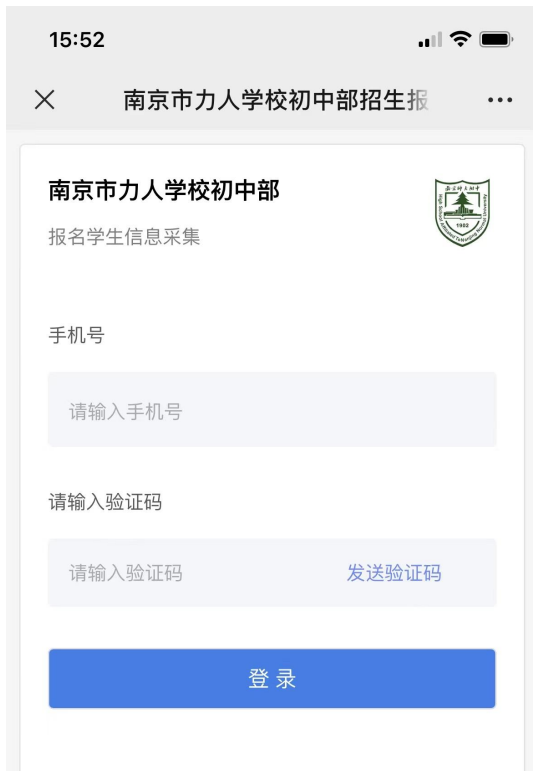 15:52
南京市力人学校初中部招生报
南京市力人学校初中部
报名学生信息采集
1902
手机号
请输入手机号
请输入验证码
请输入验证码 发送验证码
登录